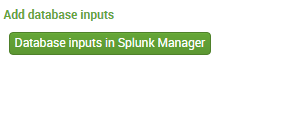 Add database inputs
Database inputs in Splunk Manager